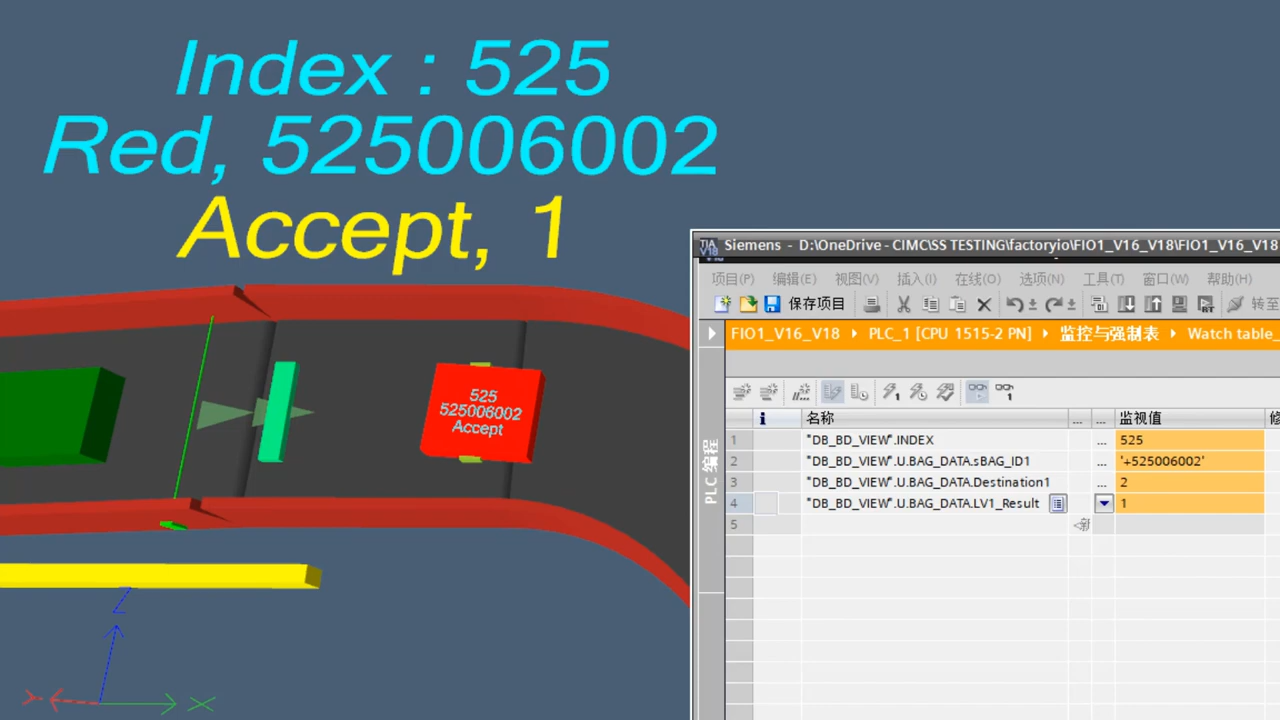 Index : 525
Red, 525006002
Accept, 1
525
525006002
Accept
Z
Y
X
Siemens - D:\OneDrive - CIMC\SS TESTING\factoryio\FIO1_V16_V18\FIO1_V16_V18
项目(P) 编辑(E) 视图(V) 插入(I) 在线(O) 选项(N) 工具(T) 窗口(W) 帮助(H)
保存项目 转至
FIO1_V16_V18 PLC_1 [CPU 1515-2 PN] 监控与强制表 Watch table_
PLC 编程
i 名称 ... ... 监视值
1 "DB_BD_VIEW".INDEX ... 525
2 "DB_BD_VIEW".U.BAG_DATA.sBAG_ID1 ... '+525006002'
3 "DB_BD_VIEW".U.BAG_DATA.Destination1 ... 2
4 "DB_BD_VIEW".U.BAG_DATA.LV1_Result 1
5